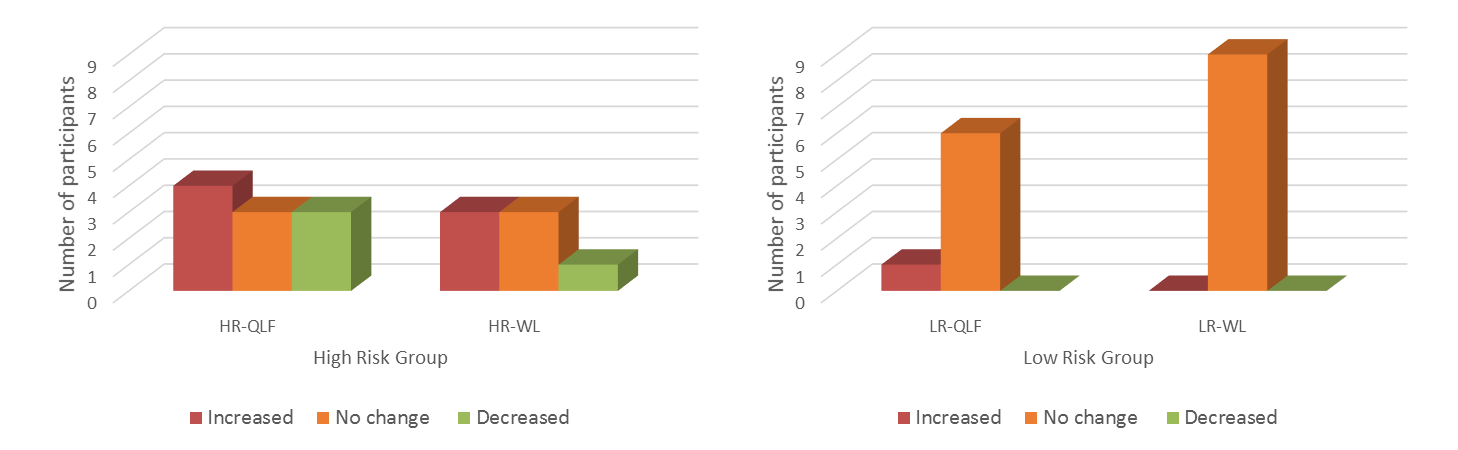 Number of participants
9
8
7
6
5
4
3
2
1
0
HR-QLF HR-WL
High Risk Group
Increased No change Decreased
Number of participants
9
8
7
6
5
4
3
2
1
0
LR-QLF LR-WL
Low Risk Group
Increased No change Decreased